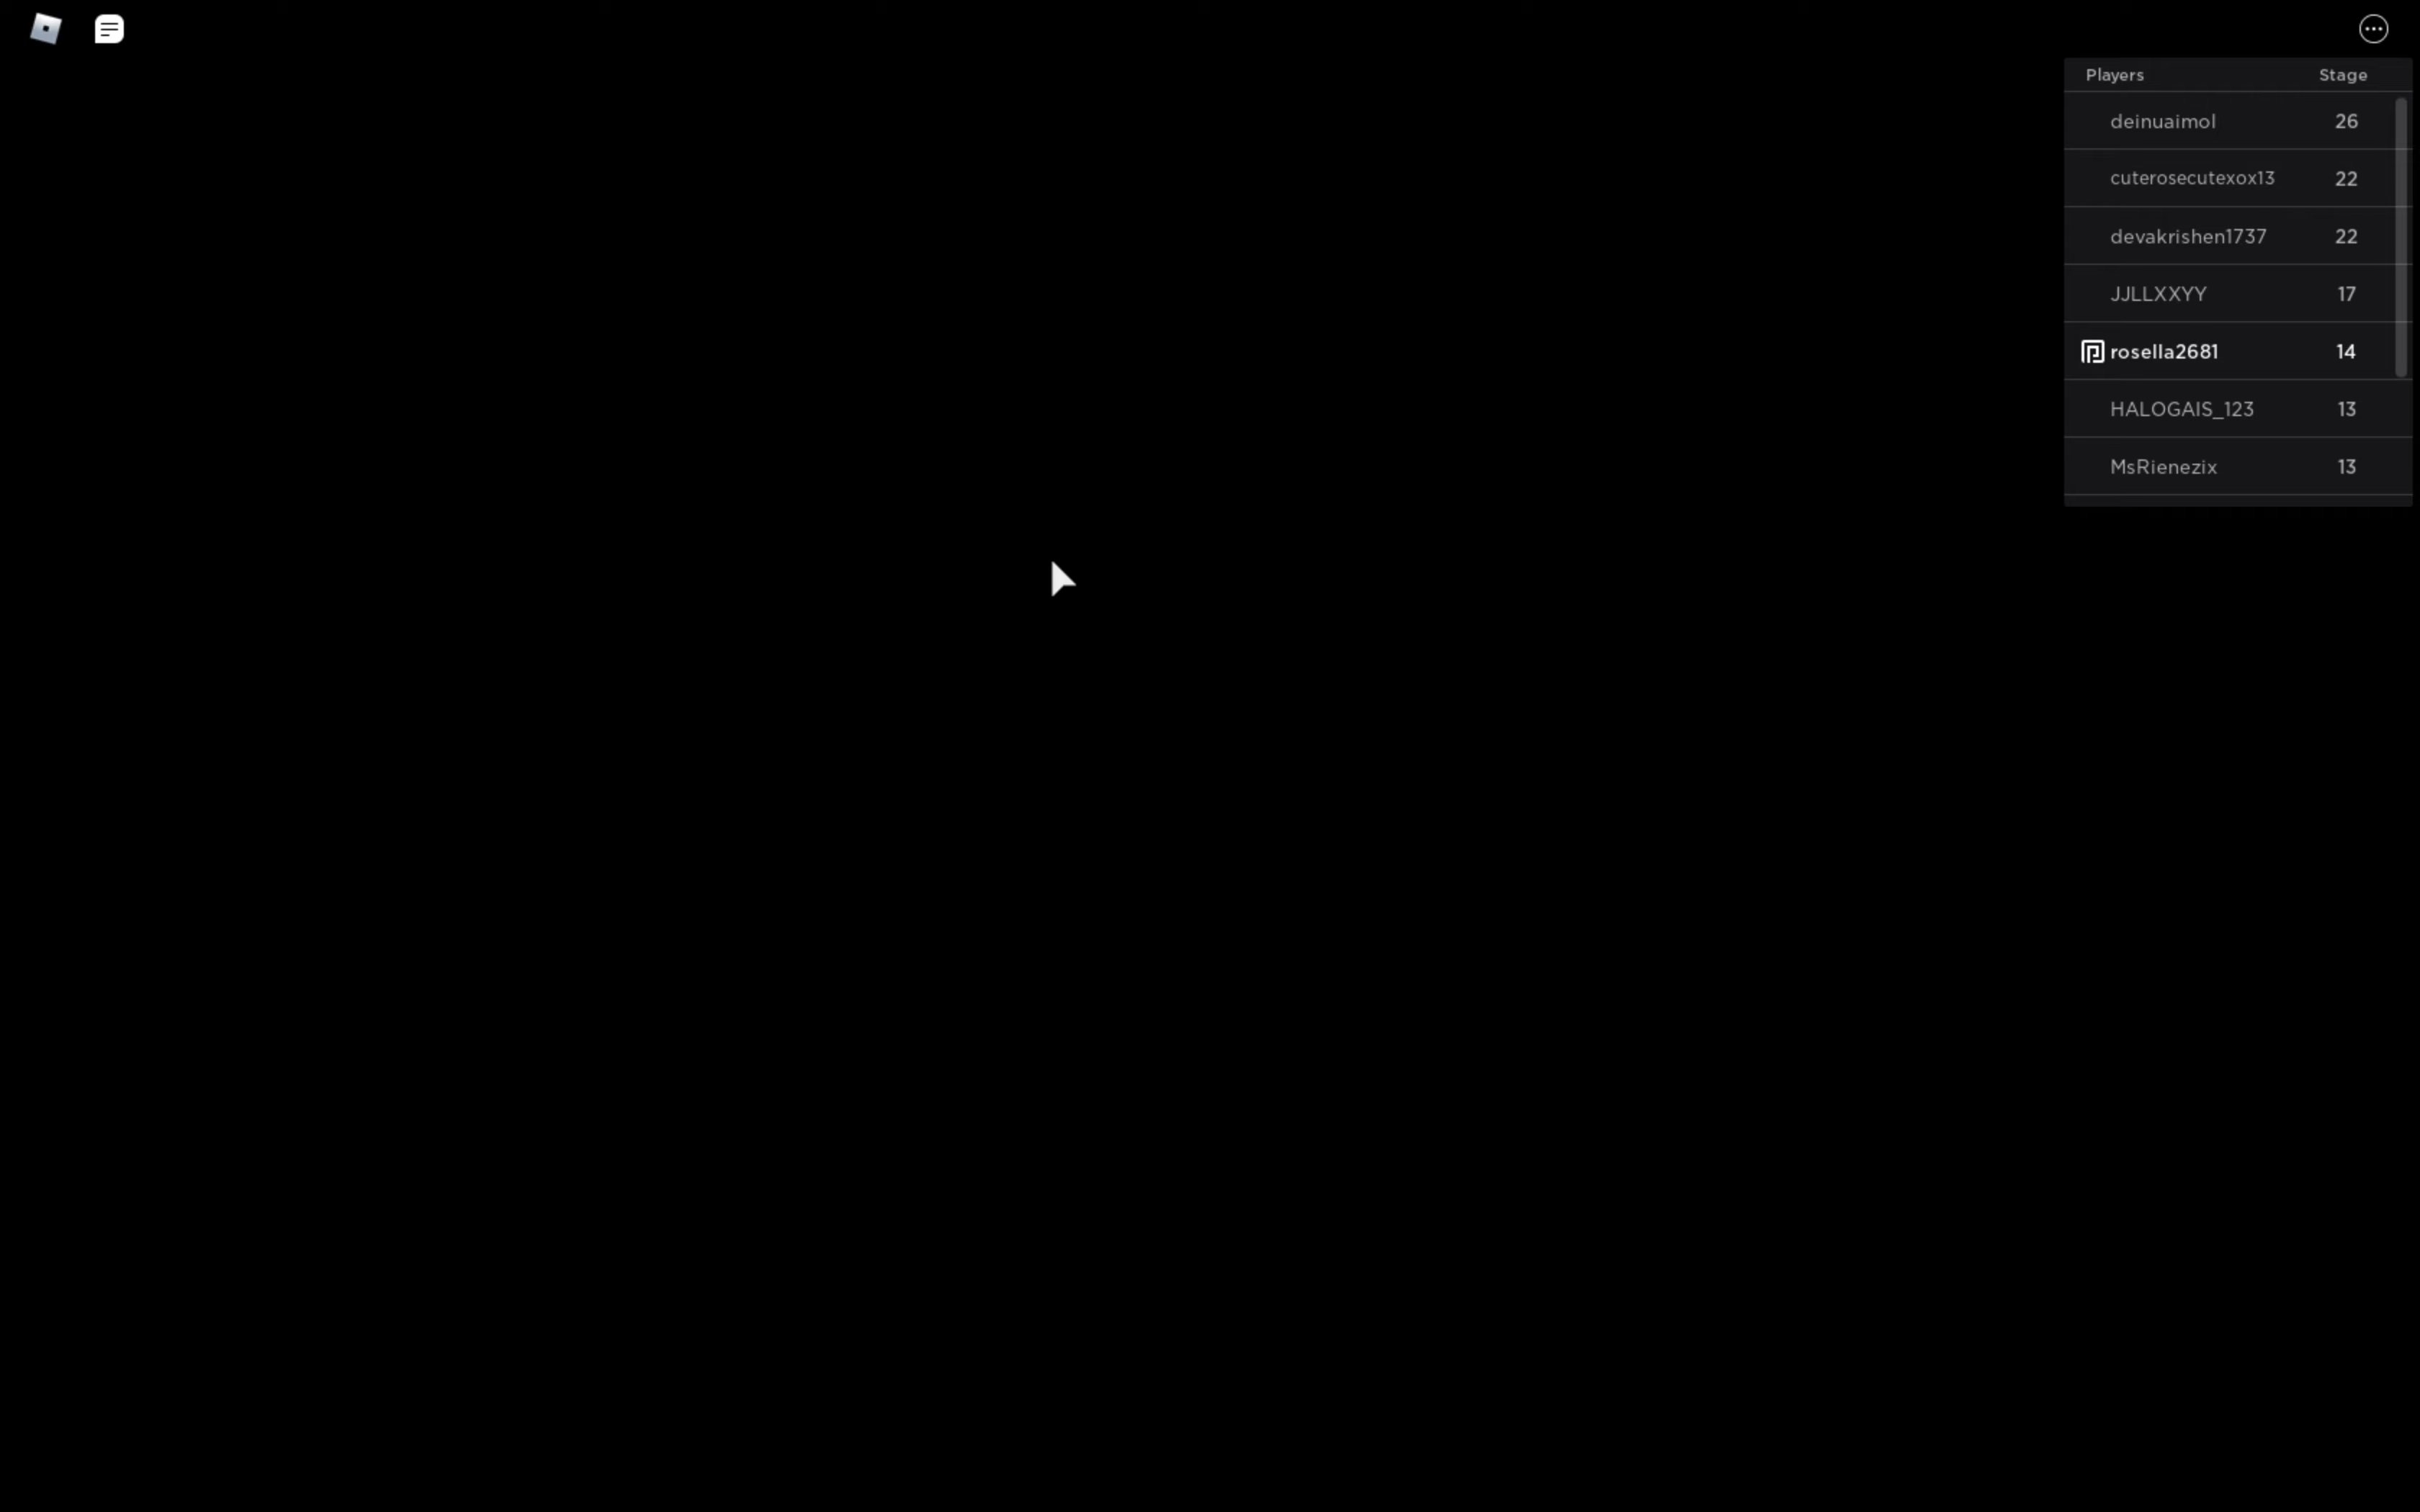 Players Stage
deinuaimol 26
cuterosecutexox13 22
devakrishen1737 22
JJLLXXYY 17
rosella2681 14
HALOGAIS_123 13
MsRienezix 13